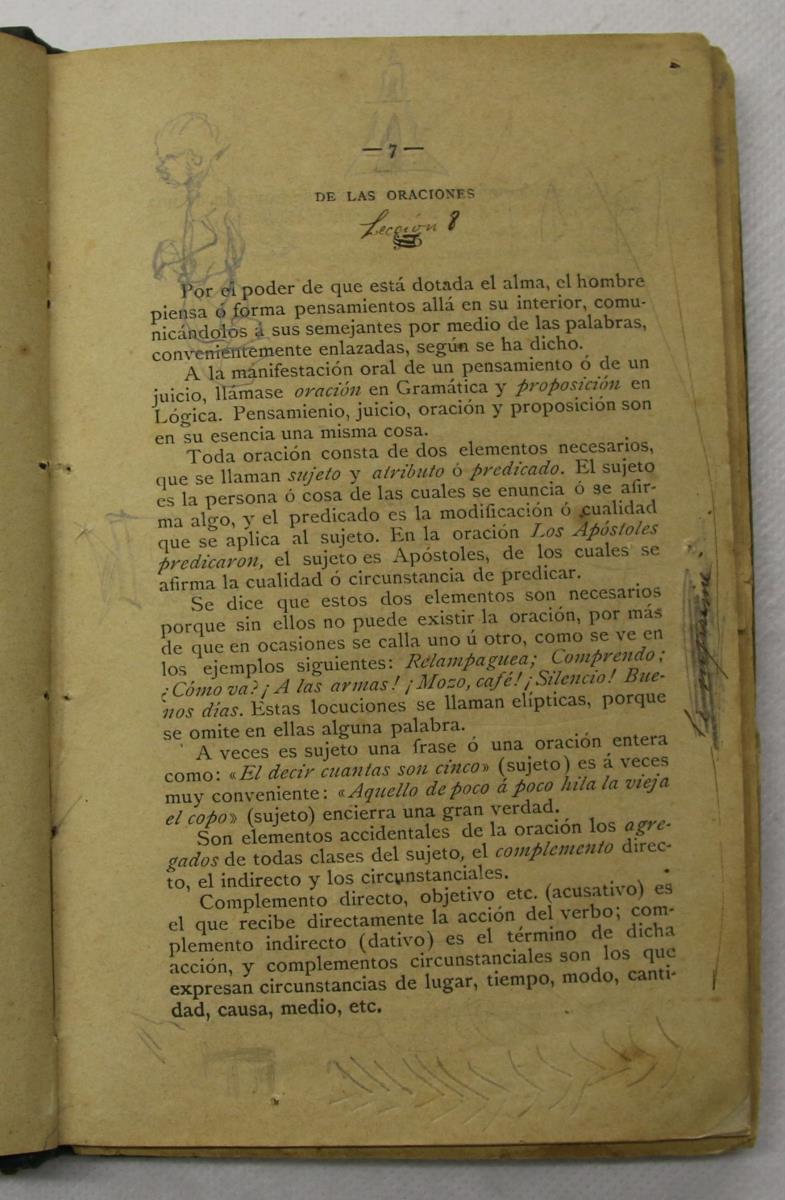 — 7 —
DE LAS ORACIONES
Lección 8
Por el poder de que está dotada el alma, el hombre
piensa ó forma pensamientos allá en su interior, comu-
nicándolos á sus semejantes por medio de las palabras,
convenientemente enlazadas, según se ha dicho.
A la manifestación oral de un pensamiento ó de un
juicio, llámase oración en Gramática y proposición en
Lógica. Pensamienio, juicio, oración y proposición son
en su esencia una misma cosa.
Toda oración consta de dos elementos necesarios,
que se llaman sujeto y atributo ó predicado. El sujeto
es la persona ó cosa de las cuales se enuncia ó se afir-
ma algo, y el predicado es la modificación ó cualidad
que se aplica al sujeto. En la oración Los Apóstoles
predicaron, el sujeto es Apóstoles, de los cuales se
afirma la cualidad ó circunstancia de predicar.
Se dice que estos dos elementos son necesarios
porque sin ellos no puede existir la oración, por más
de que en ocasiones se calla uno ú otro, como se ve en
los ejemplos siguientes: Relampaguea; Comprendo;
¿Cómo va? ¡A las armas! ¡Mozo, café! ¡Silencio! Bue-
nos días. Estas locuciones se llaman elípticas, porque
se omite en ellas alguna palabra.
A veces es sujeto una frase ó una oración entera
como: «El decir cuantas son cinco» (sujeto) es á veces
muy conveniente: «Aquello de poco á poco hila la vieja
el copo» (sujeto) encierra una gran verdad.
Son elementos accidentales de la oración los agre-
gados de todas clases del sujeto, el complemento direc-
to, el indirecto y los circunstanciales.
Complemento directo, objetivo etc. (acusativo) es
el que recibe directamente la acción del verbo; com-
plemento indirecto (dativo) es el término de dicha
acción, y complementos circunstanciales son los que
expresan circunstancias de lugar, tiempo, modo, canti-
dad, causa, medio, etc.